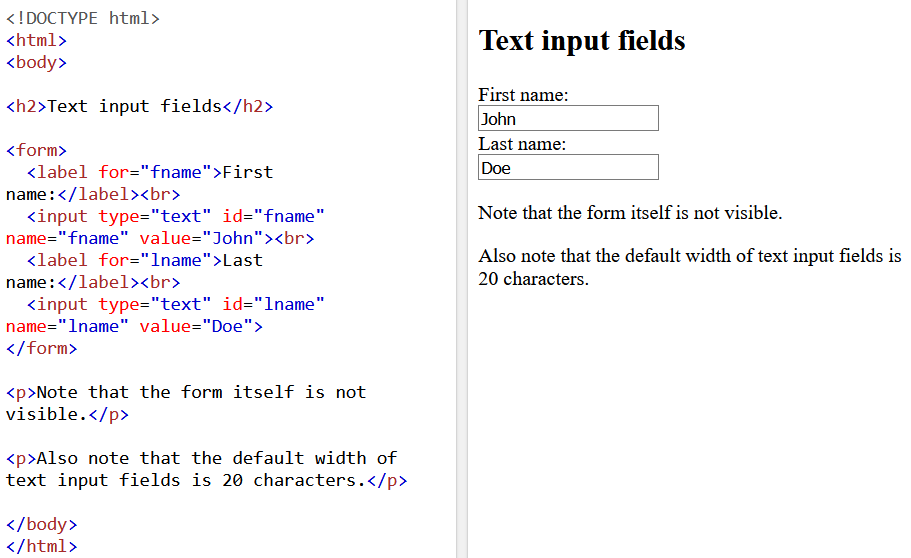 <!DOCTYPE html>
<html>
<body>

<h2>Text input fields</h2>

<form>
  <label for="fname">First
name:</label><br>
  <input type="text" id="fname"
name="fname" value="John"><br>
  <label for="lname">Last
name:</label><br>
  <input type="text" id="lname"
name="lname" value="Doe">
</form>

<p>Note that the form itself is not
visible.</p>

<p>Also note that the default width of
text input fields is 20 characters.</p>

</body>
</html>
Text input fields
First name:
John
Last name:
Doe
Note that the form itself is not visible.
Also note that the default width of text input fields is
20 characters.